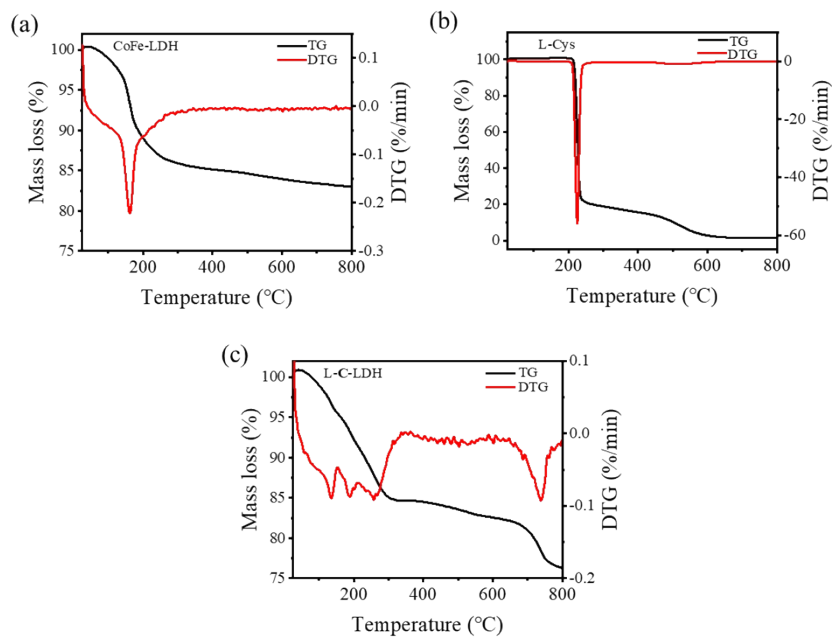 (a)
CoFe-LDH
TG
DTG
100
95
90
85
80
75
0.1
0.0
-0.1
-0.2
-0.3
200 400 600 800
Mass loss (%)
DTG (%/min)
Temperature (°C)
(b)
L-Cys
TG
DTG
100
80
60
40
20
0
0
-20
-40
-60
0 200 400 600 800
Mass loss (%)
DTG (%/min)
Temperature (°C)
(c)
L-C-LDH
TG
DTG
100
95
90
85
80
75
0.1
0.0
-0.1
-0.2
200 400 600 800
Mass loss (%)
DTG (%/min)
Temperature (°C)